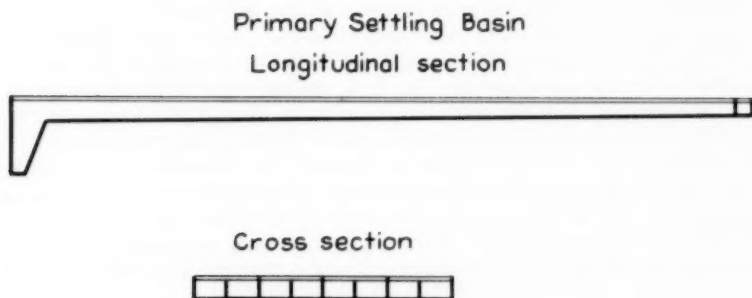 Primary Settling Basin
Longitudinal section
Cross section